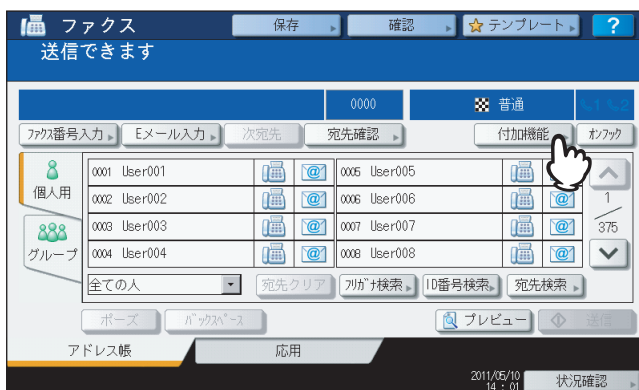 ファクス 保存 確認 テンプレート ?
送信できます
0000 普通 1 2
ファクス番号入力 Eメール入力 次宛先 宛先確認 付加機能 オンフック
個人用
グループ
0001 User001 0005 User005
0002 User002 0006 User006
0003 User003 0007 User007
0004 User004 0008 User008
1
375
全ての人 宛先クリア フリガナ検索 ID番号検索 宛先検索
ポーズ バックスペース プレビュー 送信
アドレス帳 応用
2011/05/10
14 : 01
状況確認